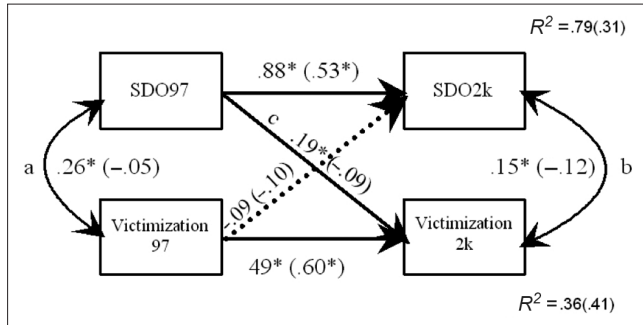 R² = .79(.31)
.88* (.53*)
SDO97
SDO2k
c
.19* (-.09)
a
.26* (-.05)
.15* (-.12)
b
-.09 (-.10)
Victimization
97
Victimization
2k
49* (.60*)
R² = .36(.41)